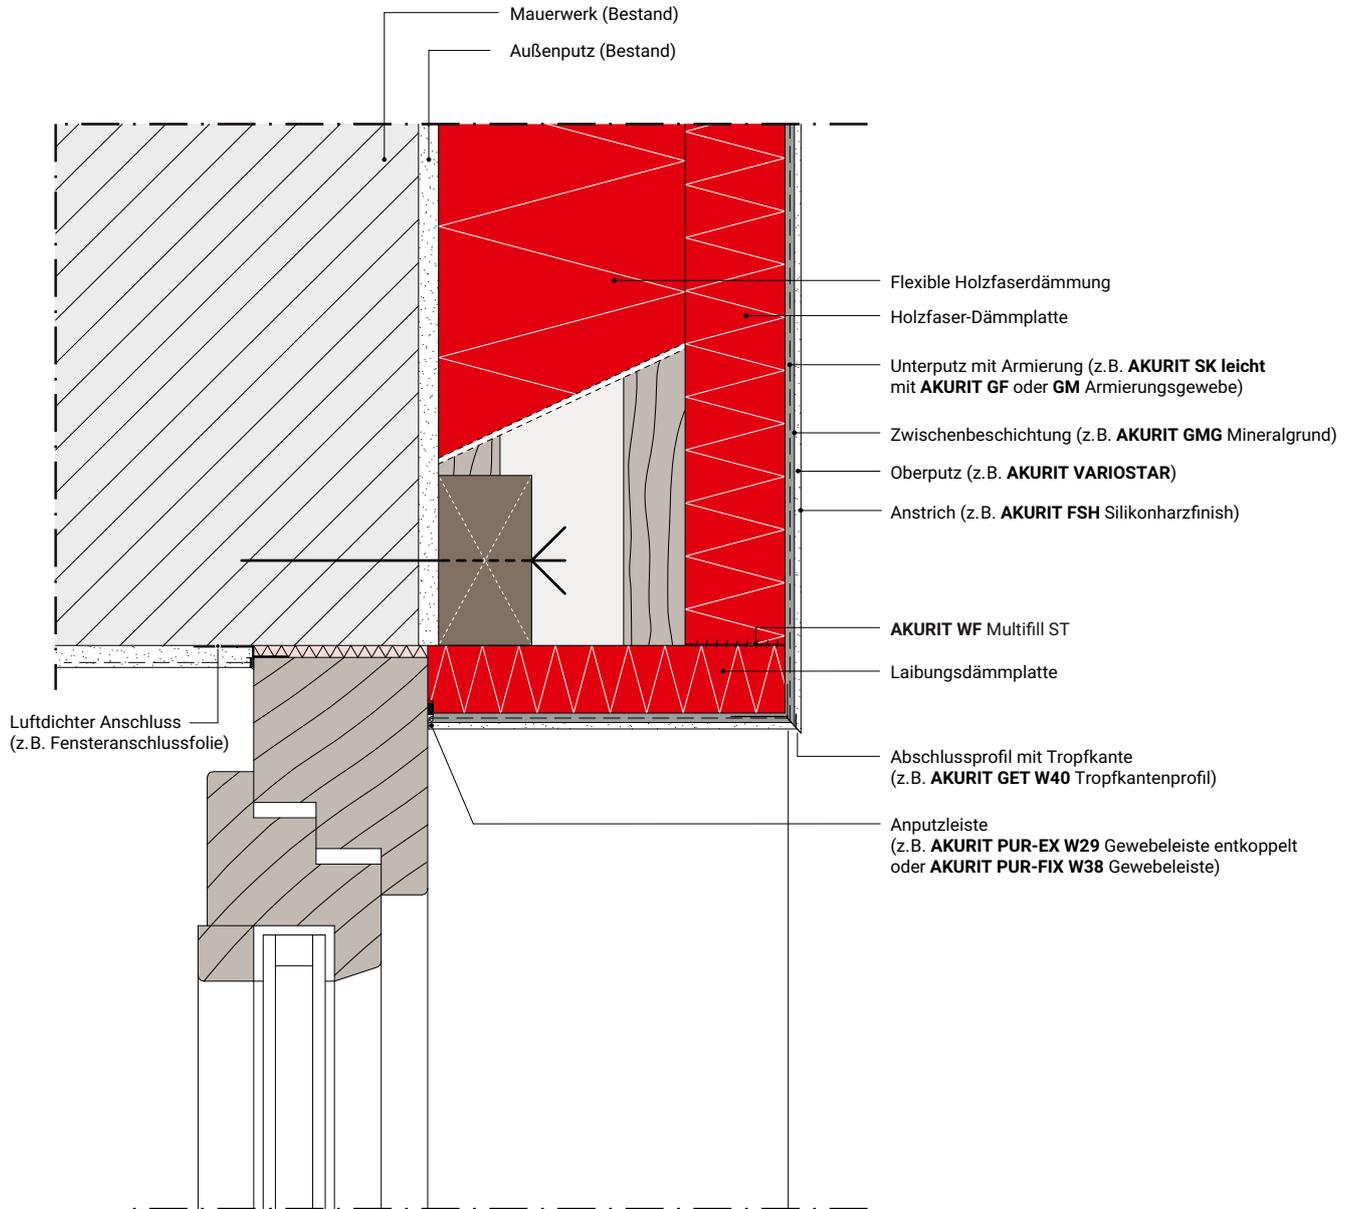 Mauerwerk (Bestand)
Außenputz (Bestand)
Flexible Holzfaserdämmung
Holzfaser-Dämmplatte
Unterputz mit Armierung (z.B. AKURIT SK leicht
mit AKURIT GF oder GM Armierungsgewebe)
Zwischenbeschichtung (z.B. AKURIT GMG Mineralgrund)
Oberputz (z.B. AKURIT VARIOSTAR)
Anstrich (z.B. AKURIT FSH Silikonharzfinish)
AKURIT WF Multifill ST
Laibungsdämmplatte
Luftdichter Anschluss
(z.B. Fensteranschlussfolie)
Abschlussprofil mit Tropfkante
(z.B. AKURIT GET W40 Tropfkantenprofil)
Anputzleiste
(z.B. AKURIT PUR-EX W29 Gewebeleiste entkoppelt
oder AKURIT PUR-FIX W38 Gewebeleiste)